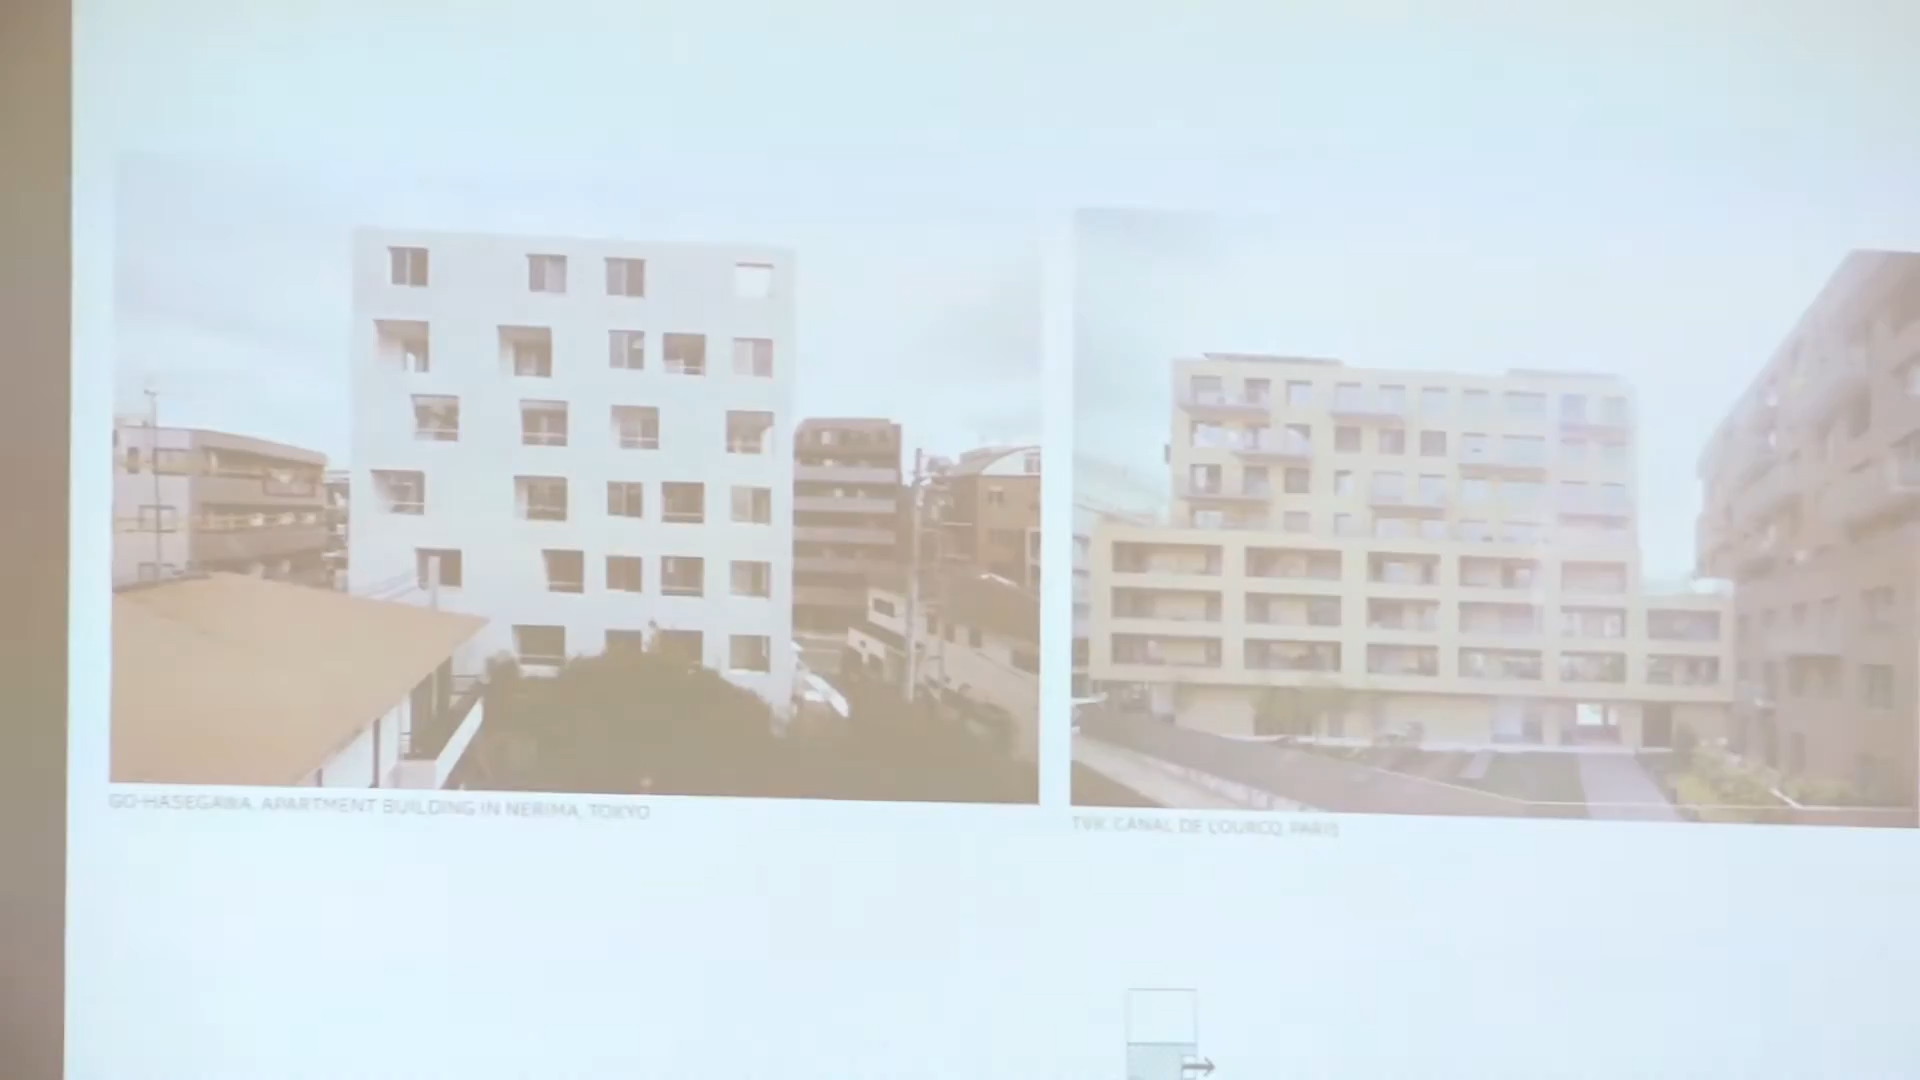 GO HASEGAWA, APARTMENT BUILDING IN NERIMA, TOKYO
TVK, CANAL DE L'OURCQ, PARIS